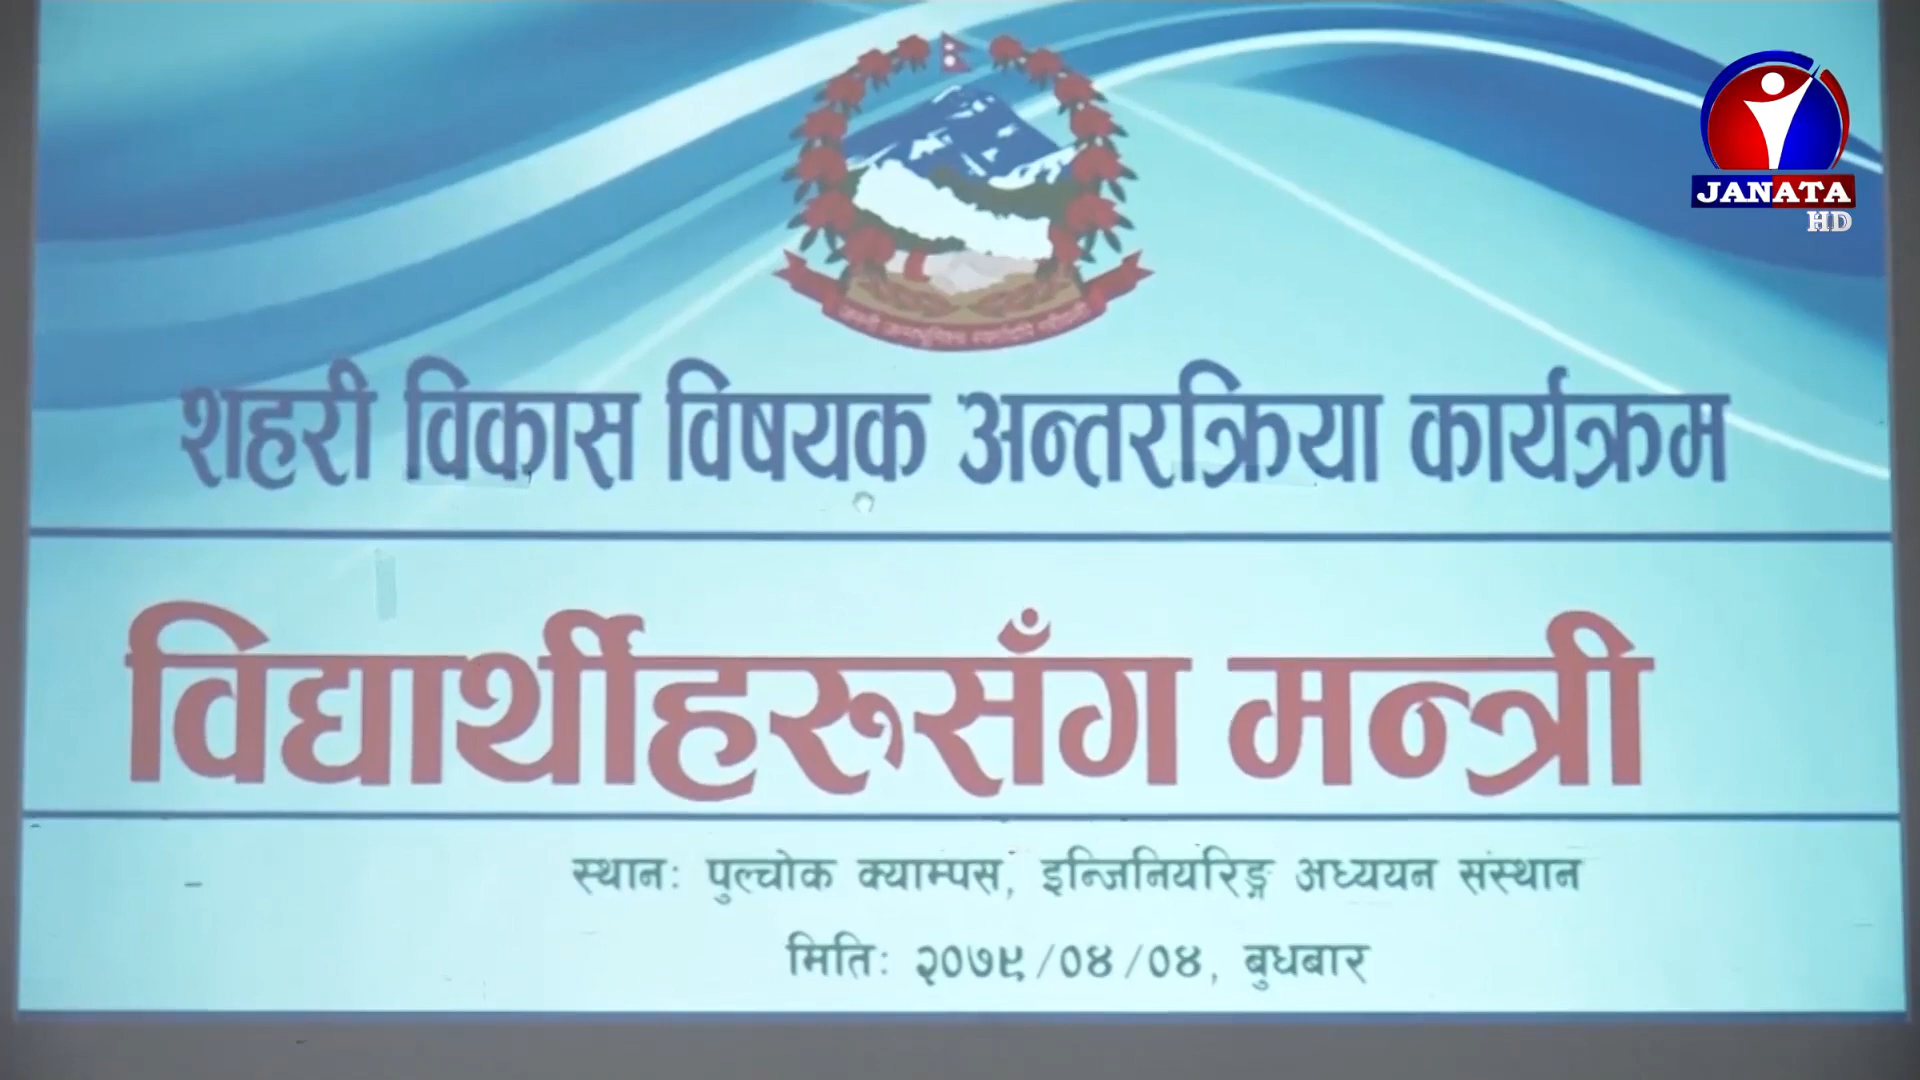 JANATA
HD
शहरी विकास विषयक अन्तरक्रिया कार्यक्रम
विद्यार्थीहरूसँग मन्त्री
स्थानः पुल्चोक क्याम्पस, इन्जिनियरिङ्ग अध्ययन संस्थान
मितिः २०७९/०४/०४, बुधबार